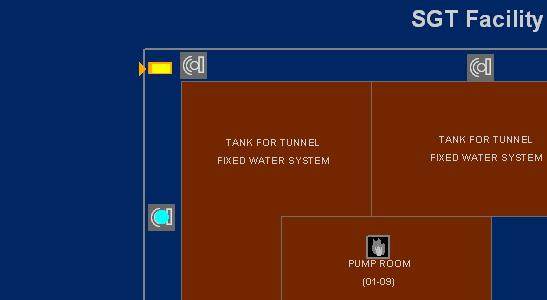 SGT Facility
TANK FOR TUNNEL
FIXED WATER SYSTEM
TANK FOR TUNNEL
FIXED WATER SYSTEM
PUMP ROOM
(01-09)